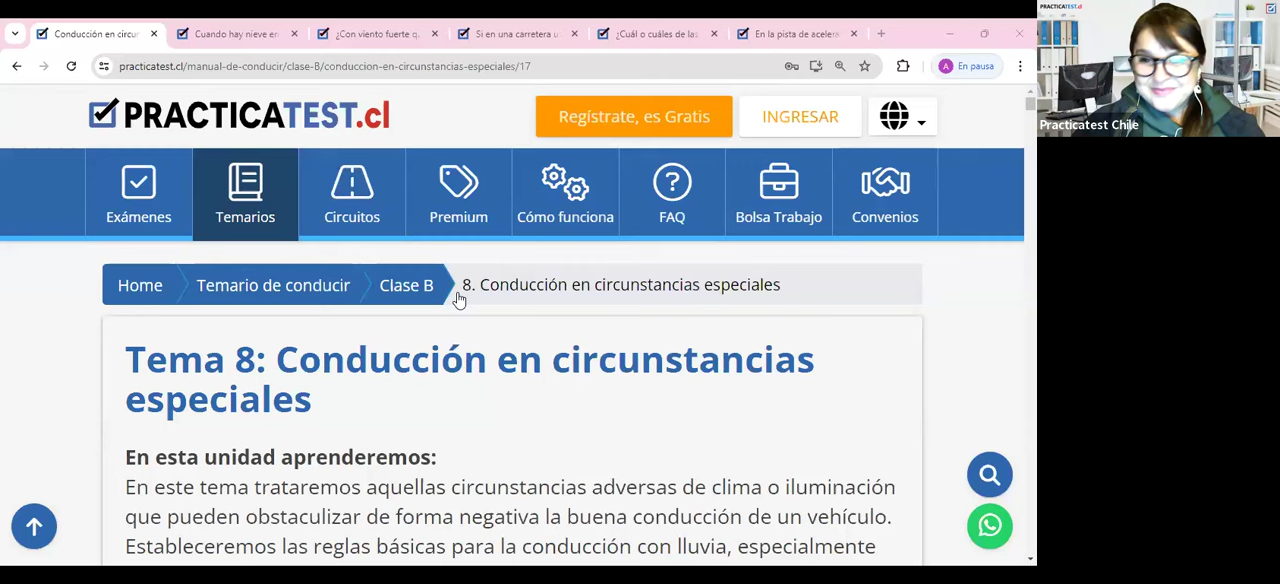 Conducción en circun
Cuando hay nieve en
¿Con viento fuerte q
Si en una carretera u
¿Cuál o cuáles de las
En la pista de acelera
practicatest.cl/manual-de-conducir/clase-B/conduccion-en-circunstancias-especiales/17
A
En pausa
PRACTICATEST.cl
Regístrate, es Gratis
INGRESAR
Exámenes
Temarios
Circuitos
Premium
Cómo funciona
FAQ
Bolsa Trabajo
Convenios
Home
Temario de conducir
Clase B
8. Conducción en circunstancias especiales
Tema 8: Conducción en circunstancias
especiales
En esta unidad aprenderemos:
En este tema trataremos aquellas circunstancias adversas de clima o iluminación
que pueden obstaculizar de forma negativa la buena conducción de un vehículo.
Estableceremos las reglas básicas para la conducción con lluvia, especialmente
PRACTICATEST.cl
Practicatest Chile